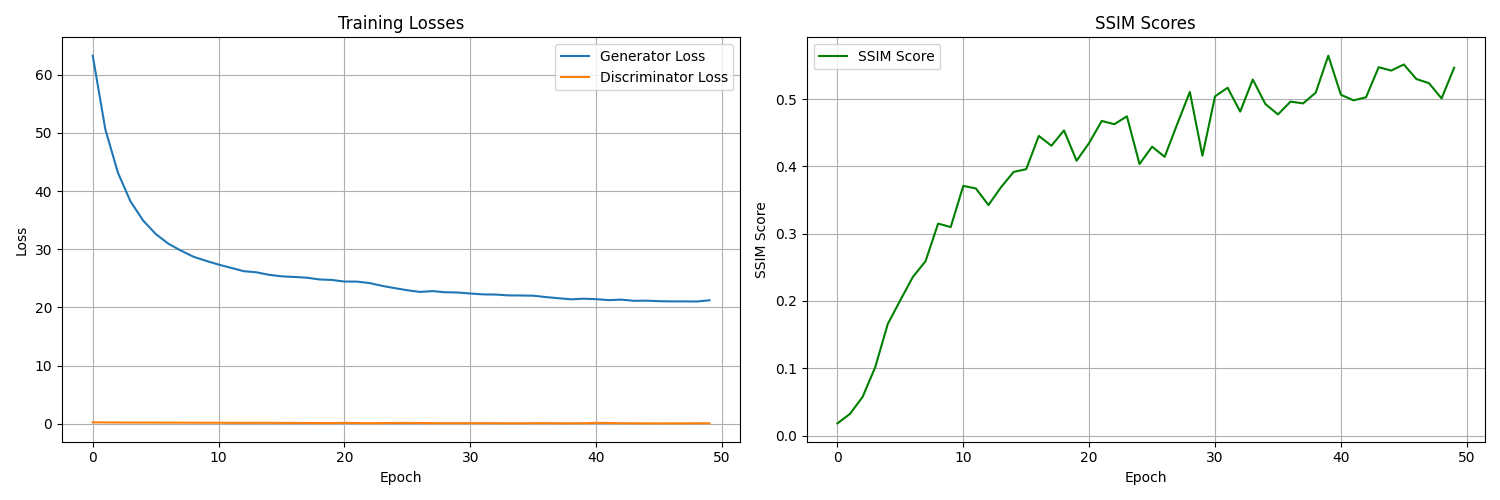 Training Losses
Generator Loss
Discriminator Loss
60
50
40
30
20
10
0
Loss
0 10 20 30 40 50
Epoch
SSIM Scores
SSIM Score
0.5
0.4
0.3
0.2
0.1
0.0
SSIM Score
0 10 20 30 40 50
Epoch